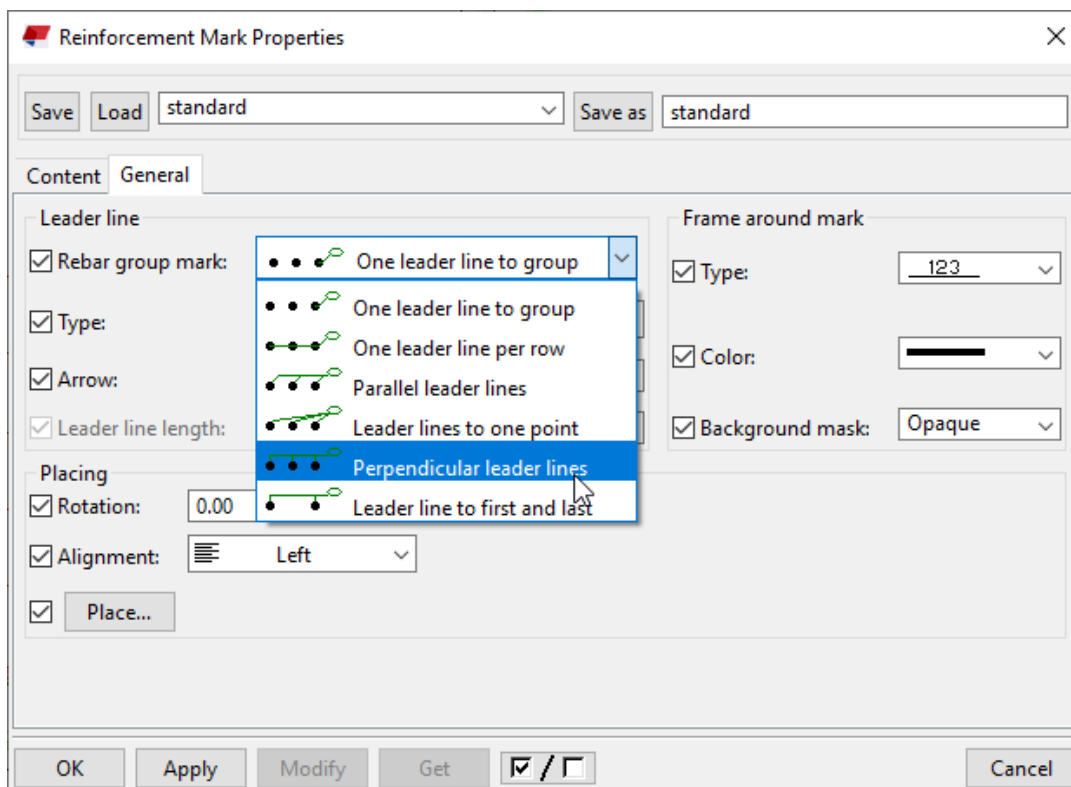 Reinforcement Mark Properties
Save Load standard Save as standard
Content General
Leader line
Rebar group mark: One leader line to group
One leader line to group
Type:
One leader line per row
Arrow:
Parallel leader lines
Leader line length:
Leader lines to one point
Perpendicular leader lines
Leader line to first and last
Frame around mark
Type: 123
Color:
Background mask: Opaque
Placing
Rotation: 0.00
Alignment: Left
Place...
OK Apply Modify Get / Cancel